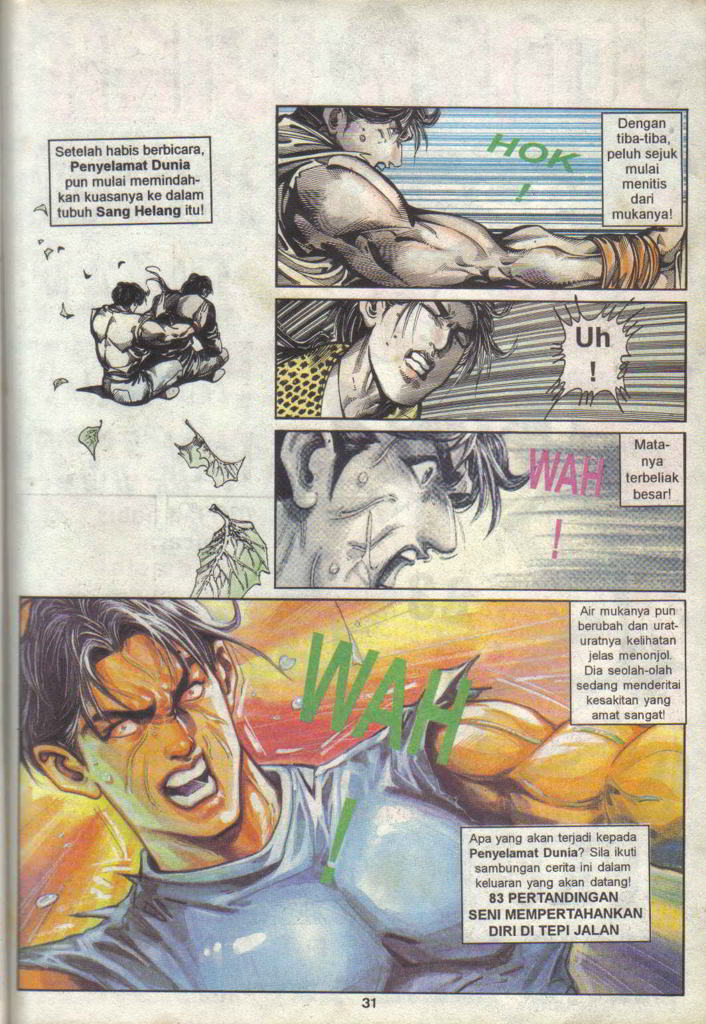 Setelah habis berbicara,
Penyelamat Dunia
pun mulai memindah-
kan kuasanya ke dalam
tubuh Sang Helang itu!
HOK
!
Dengan
tiba-tiba,
peluh sejuk
mulai
menitis
dari
mukanya!
Uh
!
WAH
!
Mata-
nya
terbeliak
besar!
WAH
!
Air mukanya pun
berubah dan urat-
uratnya kelihatan
jelas menonjol.
Dia seolah-olah
sedang menderitai
kesakitan yang
amat sangat!
Apa yang akan terjadi kepada
Penyelamat Dunia? Sila ikuti
sambungan cerita ini dalam
keluaran yang akan datang!
83 PERTANDINGAN
SENI MEMPERTAHANKAN
DIRI DI TEPI JALAN
31